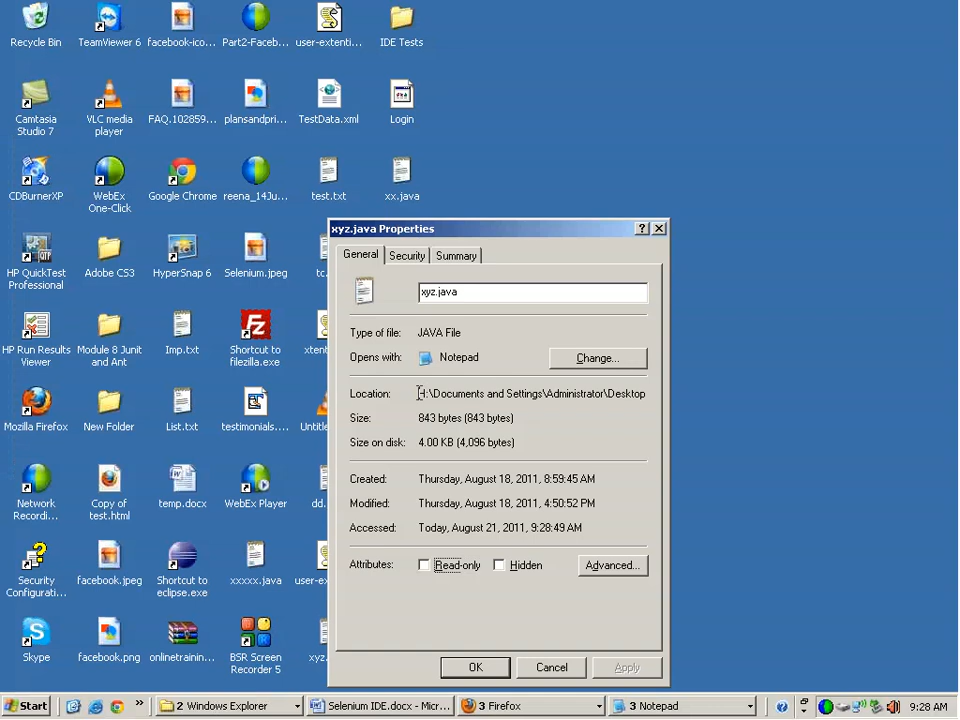 Recycle Bin
TeamViewer 6
facebook-ico...
Part2-Faceb...
user-extenti...
IDE Tests
Camtasia
Studio 7
VLC media
player
FAQ.102859...
plansandpri...
TestData.xml
Login
CDBurnerXP
WebEx
One-Click
Google Chrome
reena_14Ju...
test.txt
xx.java
HP QuickTest
Professional
Adobe CS3
HyperSnap 6
Selenium.jpeg
tc.
HP Run Results
Viewer
Module 8 Junit
and Ant
Imp.txt
Shortcut to
filezilla.exe
xtent
Mozilla Firefox
New Folder
List.txt
testimonials....
Untitle
Network
Recordi...
Copy of
test.html
temp.docx
WebEx Player
dd.
Security
Configurati...
facebook.jpeg
Shortcut to
eclipse.exe
xxxxx.java
user-ex
Skype
facebook.png
onlinetrainin...
BSR Screen
Recorder 5
xyz.
xyz.java Properties
General
Security
Summary
xyz.java
Type of file: JAVA File
Opens with: Notepad
Change...
Location: H:\Documents and Settings\Administrator\Desktop
Size: 843 bytes (843 bytes)
Size on disk: 4.00 KB (4,096 bytes)
Created: Thursday, August 18, 2011, 8:59:45 AM
Modified: Thursday, August 18, 2011, 4:50:52 PM
Accessed: Today, August 21, 2011, 9:28:49 AM
Attributes: Read-only Hidden Advanced...
OK Cancel Apply
Start
2 Windows Explorer
Selenium IDE.docx - Micr...
3 Firefox
3 Notepad
9:28 AM